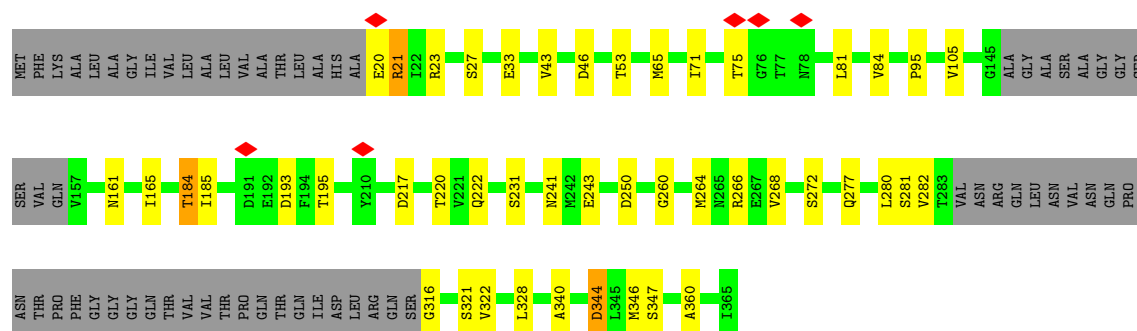 MET PHE LYS ALA LEU ALA GLY ILE VAL LEU ALA LEU VAL ALA THR LEU ALA HIS ALA E20 R21 I22 R23 S27 E33 V43 D46 T53 M65 I71 T75 G76 T77 N78 L81 V84 P95 V105 G145 ALA GLY ALA SER ALA GLY GLY SER
SER VAL GLN V157 N161 I165 T184 I185 D191 E192 D193 F194 T195 Y210 D217 T220 V221 Q222 S231 N241 M242 E243 D250 G260 M264 N265 R266 E267 V268 S272 Q277 L280 S281 V282 T283 VAL ASN ARG GLN LEU ASN VAL ASN GLN PRO
ASN THR PRO PHE GLY GLY GLY GLN THR VAL VAL THR PRO GLN THR GLN ILE ASP LEU ARG GLN SER G316 S321 V322 L328 A340 D344 L345 M346 S347 A360 I365